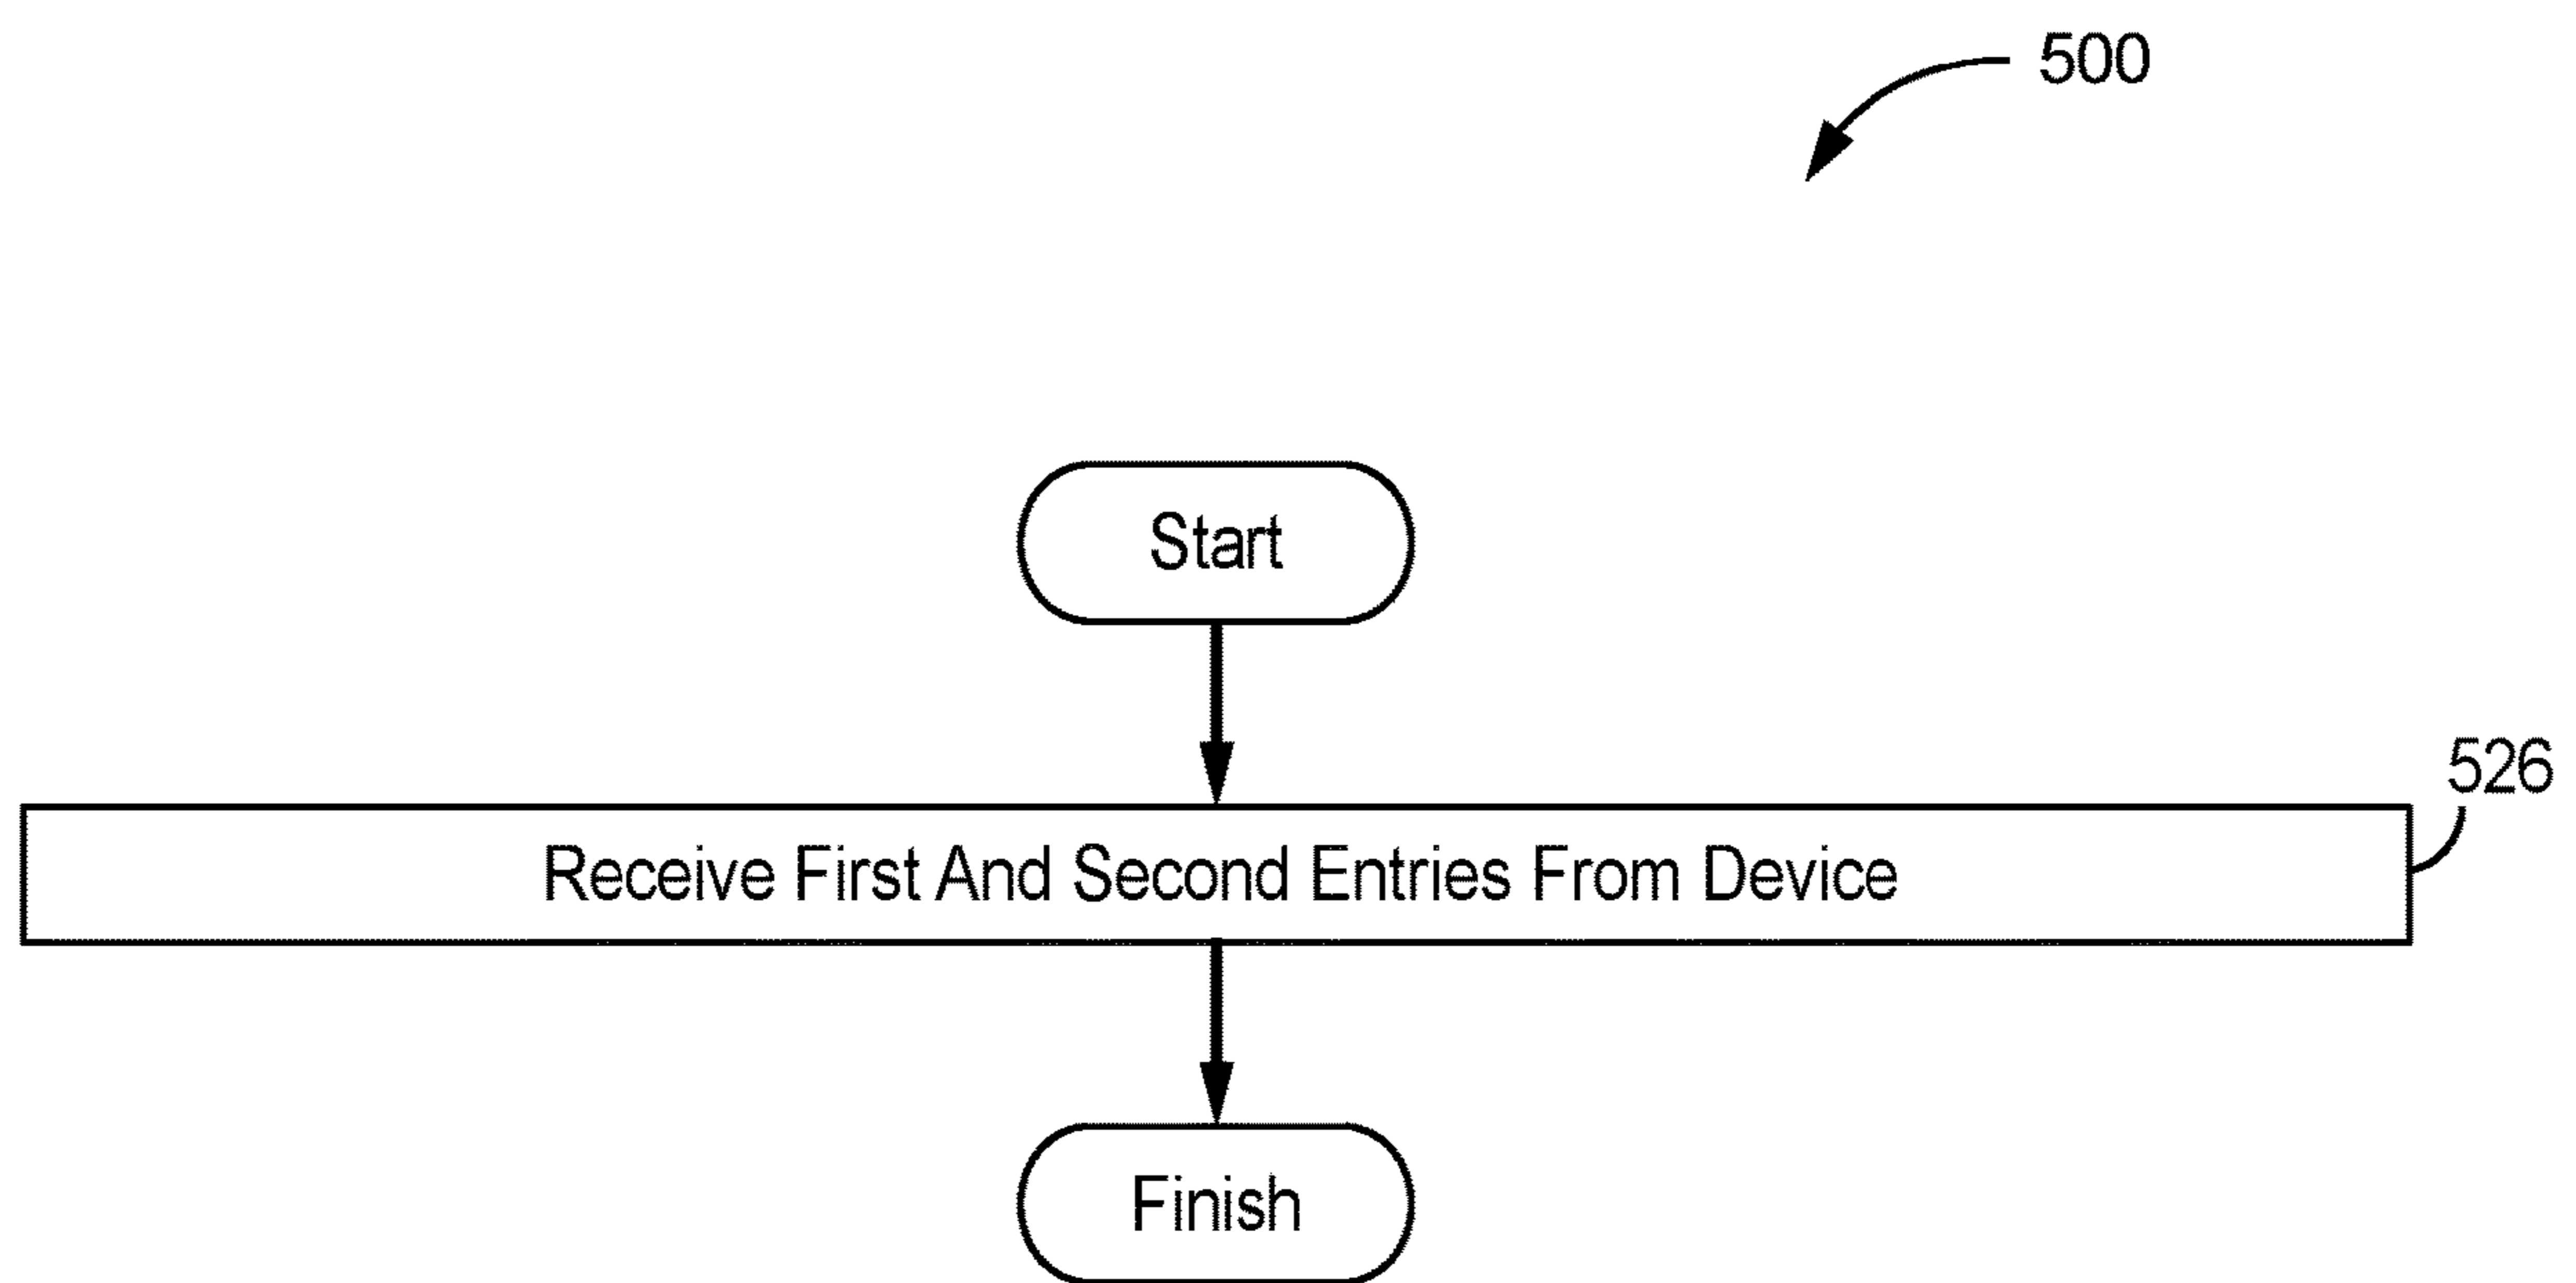 500
Start
526
Receive First And Second Entries From Device
Finish